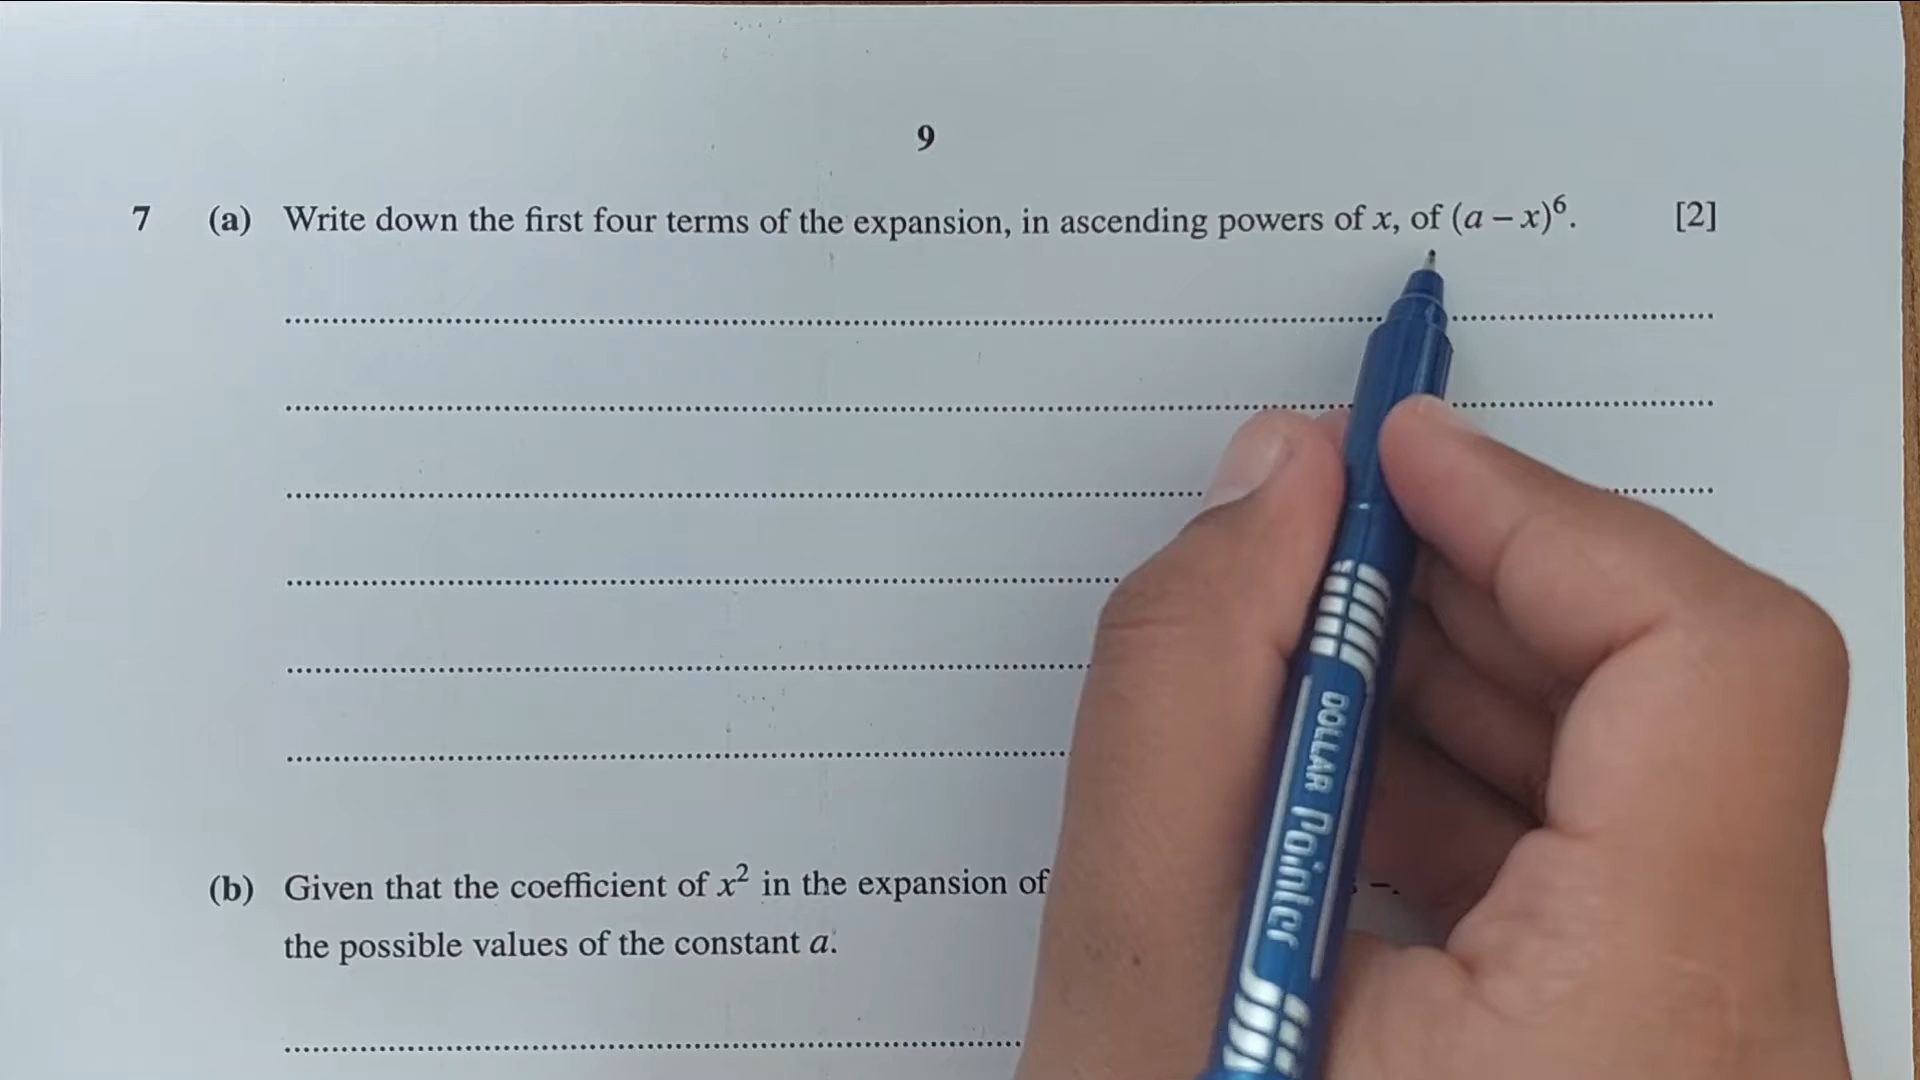 9
7 (a) Write down the first four terms of the expansion, in ascending powers of x, of (a – x)⁶. [2]
(b) Given that the coefficient of x² in the expansion of
the possible values of the constant a.
DOLLAR Pointer